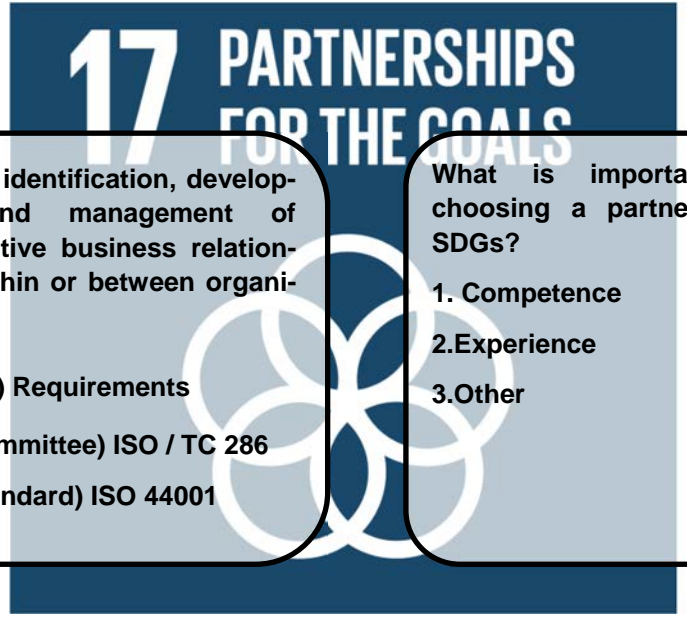 17 PARTNERSHIPS
FOR THE GOALS
identification, develop-
nd management of
tive business relation-
hin or between organi-
) Requirements
mmittee) ISO / TC 286
ndard) ISO 44001
What is importa
choosing a partne
SDGs?
1. Competence
2.Experience
3.Other